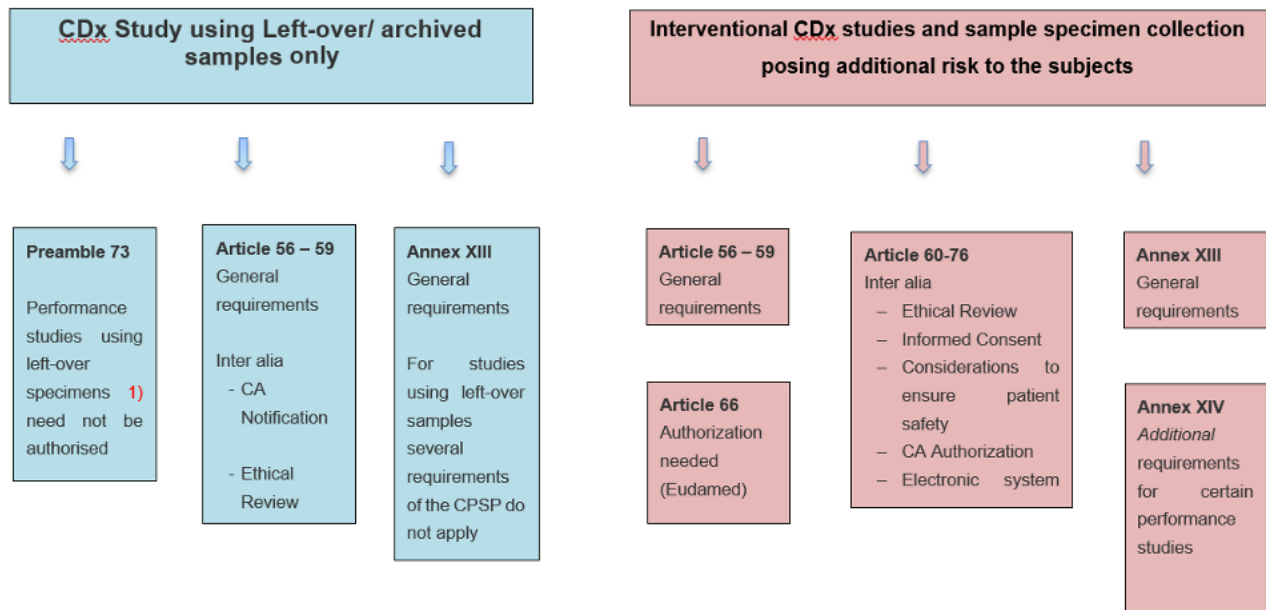 CDx Study using Left-over/ archived
samples only
Preamble 73
Performance
studies using
left-over
specimens 1)
need not be
authorised
Article 56 – 59
General
requirements
Inter alia
- CA
Notification
- Ethical
Review
Annex XIII
General
requirements
For studies
using left-over
samples
several
requirements
of the CPSP do
not apply
Interventional CDx studies and sample specimen collection
posing additional risk to the subjects
Article 56 – 59
General
requirements
Article 66
Authorization
needed
(Eudamed)
Article 60-76
Inter alia
– Ethical Review
– Informed Consent
– Considerations to
ensure patient
safety
– CA Authorization
– Electronic system
Annex XIII
General
requirements
Annex XIV
Additional
requirements
for certain
performance
studies